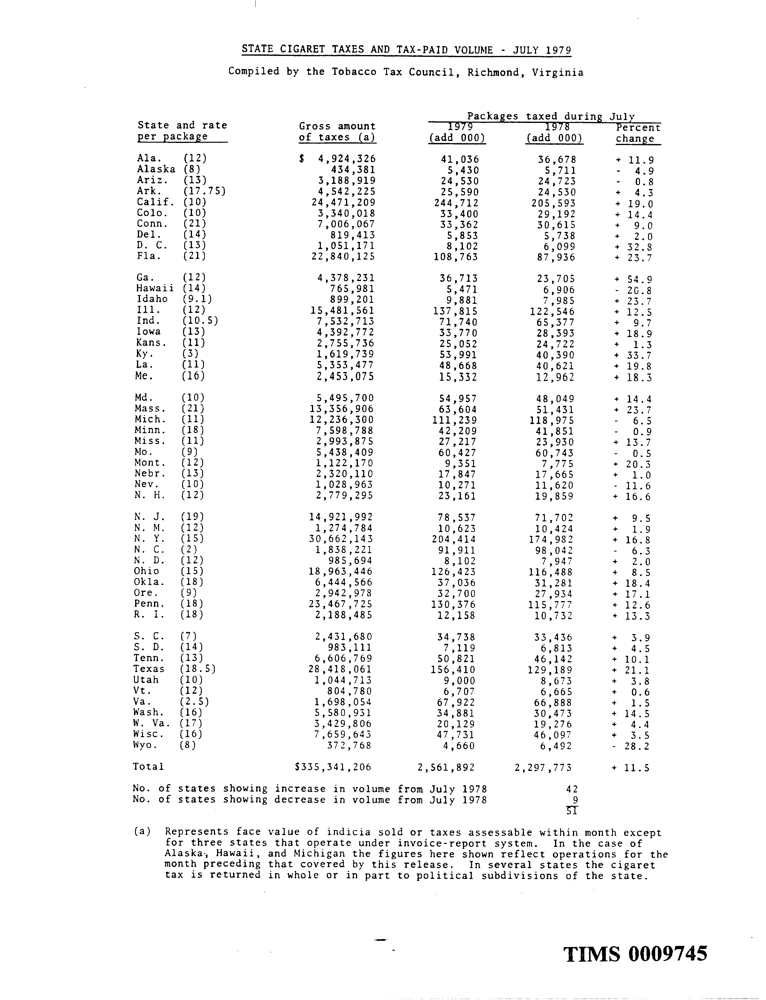 STATE CIGARET TAXES AND TAX-PAID VOLUME - JULY 1979
Compiled by the Tobacco Tax Council, Richmond, Virginia
Packages taxed during July
State and rate Gross amount 1979 1978 Percent
per package of taxes (a) (add 000) (add 000) change
Ala. (12) $ 4,924,326 41,036 36,678 + 11.9
Alaska (8) 434,381 5,430 5,711 - 4.9
Ariz. (13) 3,188,919 24,530 24,723 - 0.8
Ark. (17.75) 4,542,225 25,590 24,530 + 4.3
Calif. (10) 24,471,209 244,712 205,593 + 19.0
Colo. (10) 3,340,018 33,400 29,192 + 14.4
Conn. (21) 7,006,067 33,362 30,615 + 9.0
Del. (14) 819,413 5,853 5,738 + 2.0
D. C. (13) 1,051,171 8,102 6,099 + 32.8
Fla. (21) 22,840,125 108,763 87,936 + 23.7
Ga. (12) 4,378,231 36,713 23,705 + 54.9
Hawaii (14) 765,981 5,471 6,906 - 20.8
Idaho (9.1) 899,201 9,881 7,985 + 23.7
Ill. (12) 15,481,561 137,815 122,546 + 12.5
Ind. (10.5) 7,532,713 71,740 65,377 + 9.7
Iowa (13) 4,392,772 33,770 28,393 + 18.9
Kans. (11) 2,755,736 25,052 24,722 + 1.3
Ky. (3) 1,619,739 53,991 40,390 + 33.7
La. (11) 5,353,477 48,668 40,621 + 19.8
Me. (16) 2,453,075 15,332 12,962 + 18.3
Md. (10) 5,495,700 54,957 48,049 + 14.4
Mass. (21) 13,356,906 63,604 51,431 + 23.7
Mich. (11) 12,236,300 111,239 118,975 - 6.5
Minn. (18) 7,598,788 42,209 41,851 - 0.9
Miss. (11) 2,993,875 27,217 23,930 + 13.7
Mo. (9) 5,438,409 60,427 60,743 - 0.5
Mont. (12) 1,122,170 9,351 7,775 + 20.3
Nebr. (13) 2,320,110 17,847 17,665 + 1.0
Nev. (10) 1,028,963 10,271 11,620 - 11.6
N. H. (12) 2,779,295 23,161 19,859 + 16.6
N. J. (19) 14,921,992 78,537 71,702 + 9.5
N. M. (12) 1,274,784 10,623 10,424 + 1.9
N. Y. (15) 30,662,143 204,414 174,982 + 16.8
N. C. (2) 1,838,221 91,911 98,042 - 6.3
N. D. (12) 985,694 8,102 7,947 + 2.0
Ohio (15) 18,963,446 126,423 116,488 + 8.5
Okla. (18) 6,444,566 37,036 31,281 + 18.4
Ore. (9) 2,942,978 32,700 27,934 + 17.1
Penn. (18) 23,467,725 130,376 115,777 + 12.6
R. I. (18) 2,188,485 12,158 10,732 + 13.3
S. C. (7) 2,431,680 34,738 33,436 + 3.9
S. D. (14) 983,111 7,119 6,813 + 4.5
Tenn. (13) 6,606,769 50,821 46,142 + 10.1
Texas (18.5) 28,418,061 156,410 129,189 + 21.1
Utah (10) 1,044,713 9,000 8,673 + 3.8
Vt. (12) 804,780 6,707 6,665 + 0.6
Va. (2.5) 1,698,054 67,922 66,888 + 1.5
Wash. (16) 5,580,931 34,881 30,473 + 14.5
W. Va. (17) 3,429,806 20,129 19,276 + 4.4
Wisc. (16) 7,659,643 47,731 46,097 + 3.5
Wyo. (8) 372,768 4,660 6,492 - 28.2
Total $335,341,206 2,561,892 2,297,773 + 11.5
No. of states showing increase in volume from July 1978 42
No. of states showing decrease in volume from July 1978 9
51
(a) Represents face value of indicia sold or taxes assessable within month except
for three states that operate under invoice-report system. In the case of
Alaska, Hawaii, and Michigan the figures here shown reflect operations for the
month preceding that covered by this release. In several states the cigaret
tax is returned in whole or in part to political subdivisions of the state.
TIMS 0009745